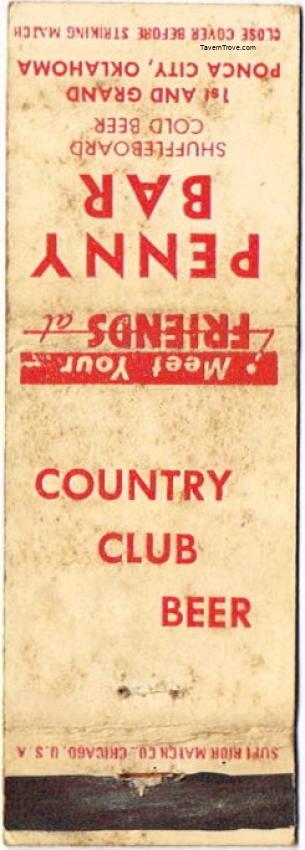 TavernTrove.com
• Meet Your
FRIENDS at
PENNY
BAR
SHUFFLEBOARD
COLD BEER
1st AND GRAND
PONCA CITY, OKLAHOMA
CLOSE COVER BEFORE STRIKING MATCH
COUNTRY
CLUB
BEER
SUPERIOR MATCH CO., CHICAGO, U.S.A